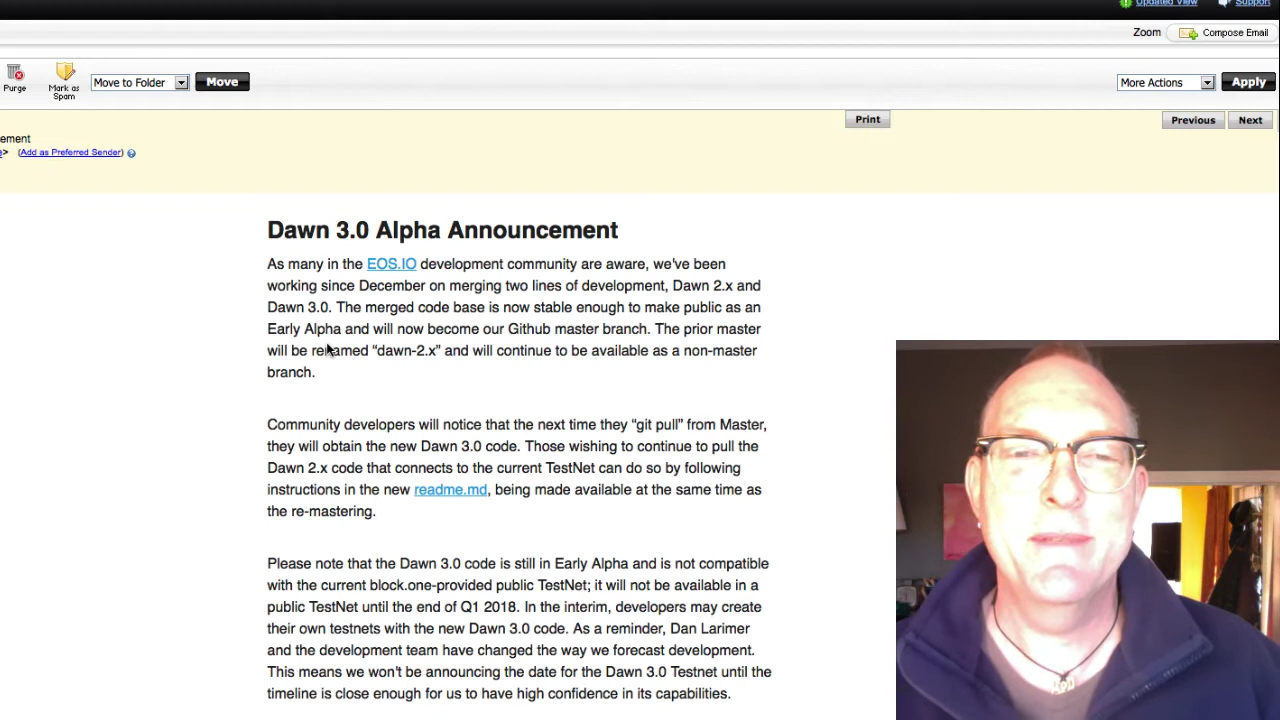 Updated View
Support
Zoom
Compose Email
Purge
Mark as
Spam
Move to Folder
Move
More Actions
Apply
Print
Previous
Next
ement
> (Add as Preferred Sender)
Dawn 3.0 Alpha Announcement
As many in the EOS.IO development community are aware, we've been
working since December on merging two lines of development, Dawn 2.x and
Dawn 3.0. The merged code base is now stable enough to make public as an
Early Alpha and will now become our Github master branch. The prior master
will be renamed “dawn-2.x” and will continue to be available as a non-master
branch.
Community developers will notice that the next time they “git pull” from Master,
they will obtain the new Dawn 3.0 code. Those wishing to continue to pull the
Dawn 2.x code that connects to the current TestNet can do so by following
instructions in the new readme.md, being made available at the same time as
the re-mastering.
Please note that the Dawn 3.0 code is still in Early Alpha and is not compatible
with the current block.one-provided public TestNet; it will not be available in a
public TestNet until the end of Q1 2018. In the interim, developers may create
their own testnets with the new Dawn 3.0 code. As a reminder, Dan Larimer
and the development team have changed the way we forecast development.
This means we won't be announcing the date for the Dawn 3.0 Testnet until the
timeline is close enough for us to have high confidence in its capabilities.